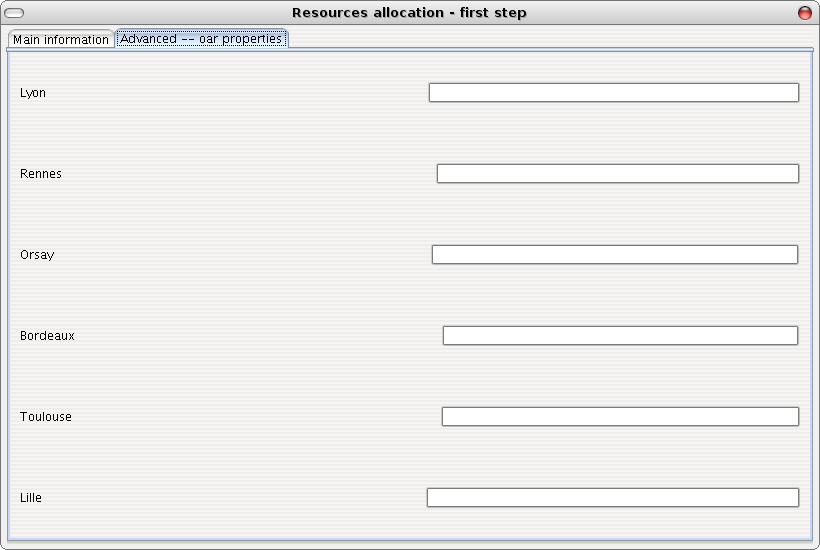 Resources allocation - first step
Main information
Advanced -- oar properties
Lyon
Rennes
Orsay
Bordeaux
Toulouse
Lille